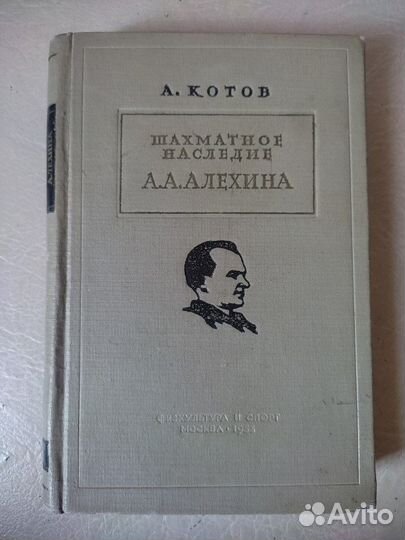 А. КОТОВ
ШАХМАТНОЕ
НАСЛЕДИЕ
А.А.АЛЕХИНА
ФИЗКУЛЬТУРА И СПОРТ
МОСКВА •
Avito